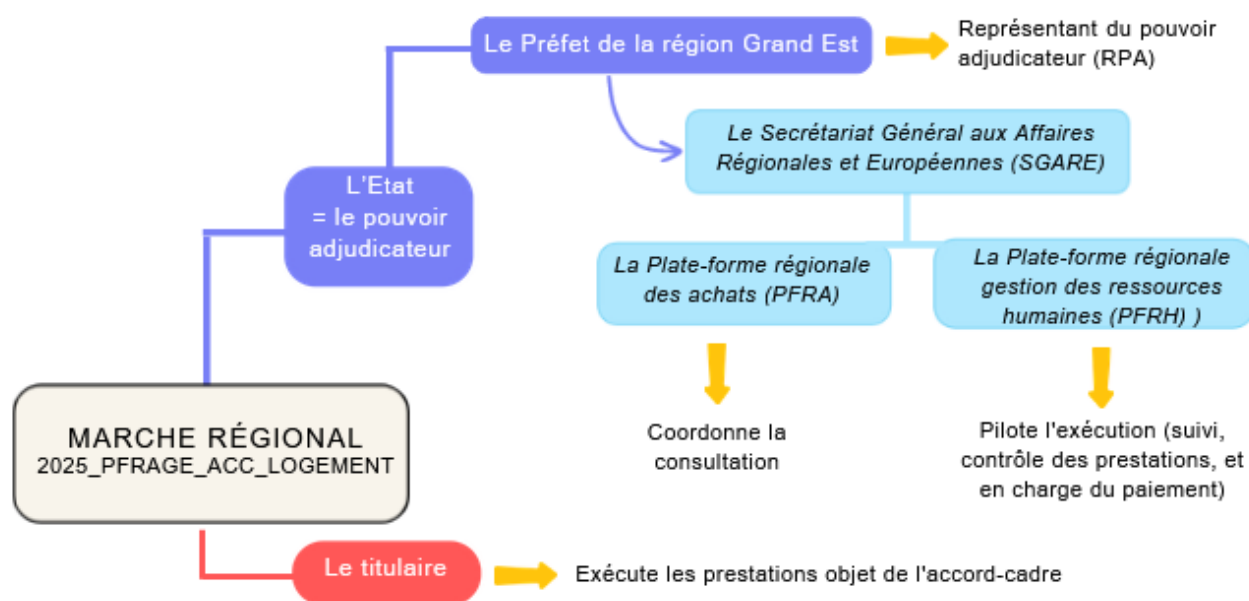 Le Préfet de la région Grand Est
Représentant du pouvoir
adjudicateur (RPA)
Le Secrétariat Général aux Affaires
Régionales et Européennes (SGARE)
L'Etat
= le pouvoir
adjudicateur
La Plate-forme régionale
des achats (PFRA)
La Plate-forme régionale
gestion des ressources
humaines (PFRH) )
Coordonne la
consultation
Pilote l'exécution (suivi,
contrôle des prestations, et
en charge du paiement)
MARCHE RÉGIONAL
2025_PFRAGE_ACC_LOGEMENT
Le titulaire
Exécute les prestations objet de l'accord-cadre